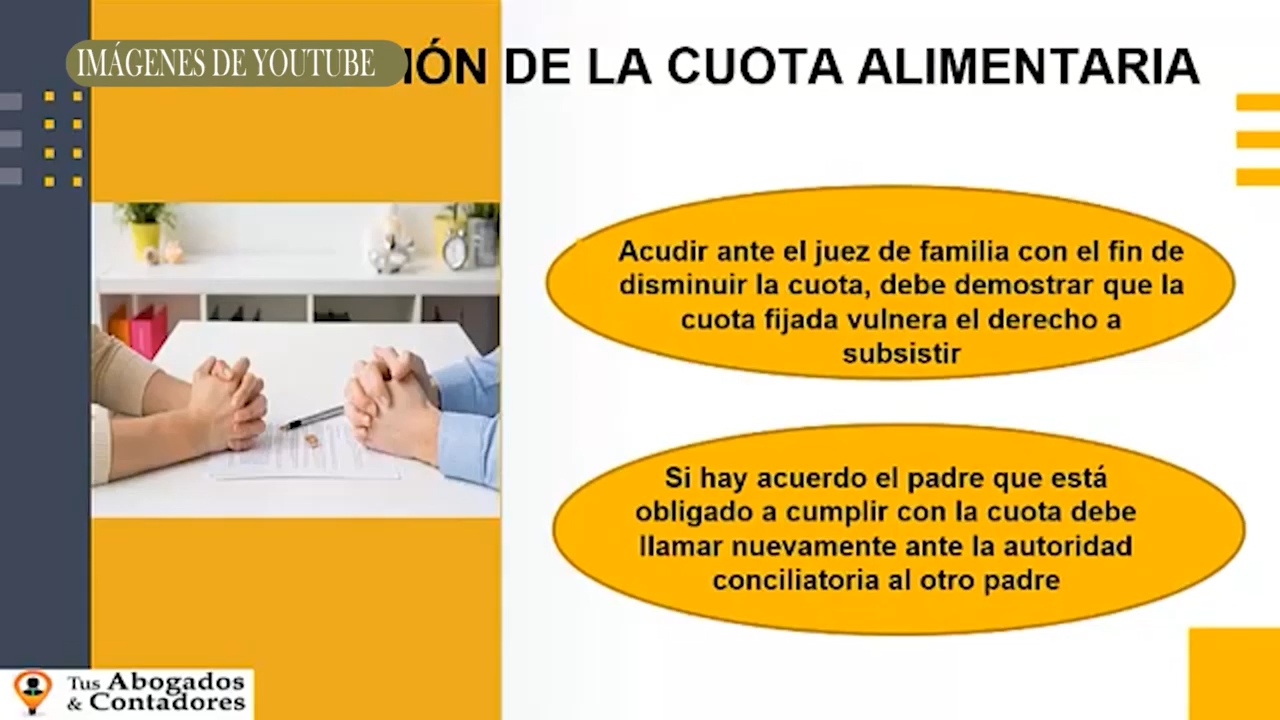 IMÁGENES DE YOUTUBE
DE LA CUOTA ALIMENTARIA
Acudir ante el juez de familia con el fin de
disminuir la cuota, debe demostrar que la
cuota fijada vulnera el derecho a
subsistir
Si hay acuerdo el padre que está
obligado a cumplir con la cuota debe
llamar nuevamente ante la autoridad
conciliatoria al otro padre
Tus Abogados
& Contadores